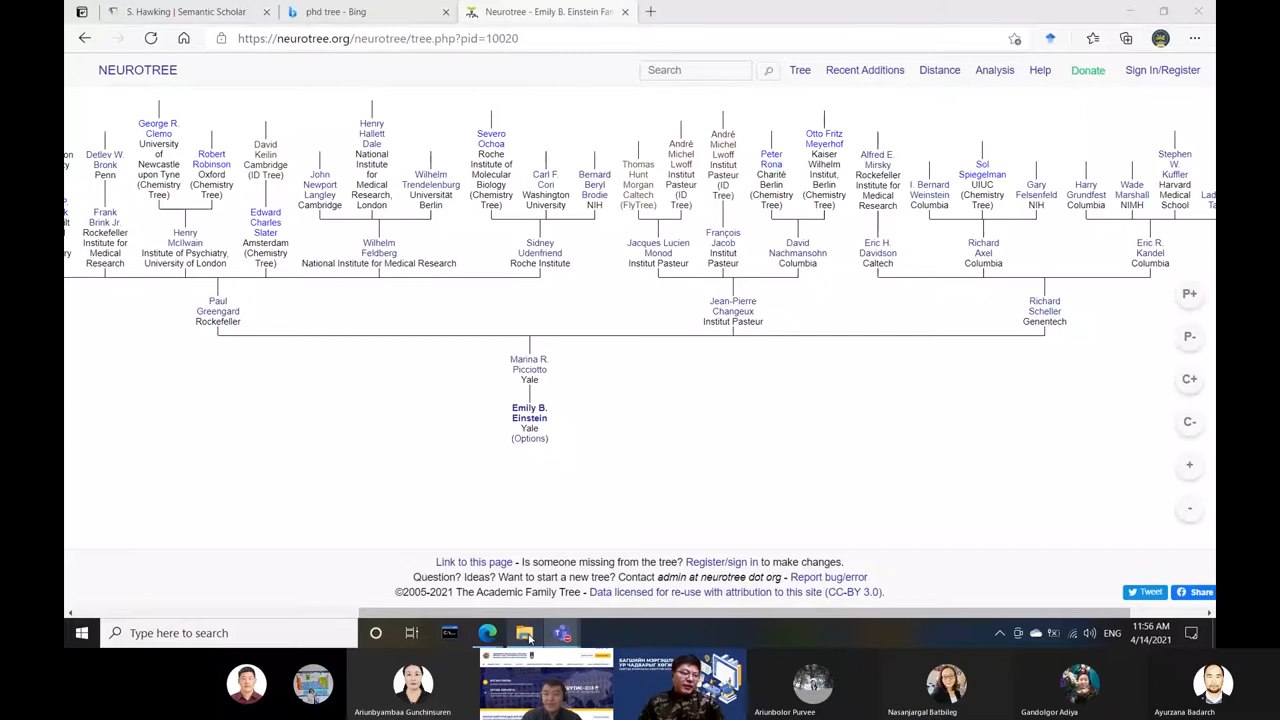 S. Hawking | Semantic Scholar
phd tree - Bing
Neurotree - Emily B. Einstein Fam
https://neurotree.org/neurotree/tree.php?pid=10020
NEUROTREE
Search
Tree
Recent Additions
Distance
Analysis
Help
Donate
Sign In/Register
Detlev W.
Bronk
Penn
George R.
Clemo
University
of
Newcastle
upon Tyne
(Chemistry
Tree)
Robert
Robinson
Oxford
(Chemistry
Tree)
David
Keilin
Cambridge
(ID Tree)
John
Newport
Langley
Cambridge
Henry
Hallett
Dale
National
Institute
for
Medical
Research,
London
Wilhelm
Trendelenburg
Universität
Berlin
Severo
Ochoa
Roche
Institute of
Molecular
Biology
(Chemistry
Tree)
Carl F.
Cori
Washington
University
Bernard
Beryl
Brodie
NIH
Thomas
Hunt
Morgan
Caltech
(FlyTree)
André
Michel
Lwoff
Institut
Pasteur
(ID
Tree)
André
Michel
Lwoff
Institut
Pasteur
(ID
Tree)
Peter
Rona
Charité
Berlin
(Chemistry
Tree)
Otto Fritz
Meyerhof
Kaiser
Wilhelm
Institut,
Berlin
(Chemistry
Tree)
Alfred E.
Mirsky
Rockefeller
Institute for
Medical
Research
I. Bernard
Weinstein
Columbia
Sol
Spiegelman
UIUC
(Chemistry
Tree)
Gary
Felsenfeld
NIH
Harry
Grundfest
Columbia
Wade
Marshall
NIMH
Stephen
W.
Kuffler
Harvard
Medical
School
Frank
Brink Jr.
Rockefeller
Institute for
Medical
Research
Henry
McIlwain
Institute of Psychiatry,
University of London
Edward
Charles
Slater
Amsterdam
(Chemistry
Tree)
Wilhelm
Feldberg
National Institute for Medical Research
Sidney
Udenfriend
Roche Institute
Jacques Lucien
Monod
Institut Pasteur
François
Jacob
Institut
Pasteur
David
Nachmansohn
Columbia
Eric H.
Davidson
Caltech
Richard
Axel
Columbia
Eric R.
Kandel
Columbia
Paul
Greengard
Rockefeller
Jean-Pierre
Changeux
Institut Pasteur
Richard
Scheller
Genentech
Marina R.
Picciotto
Yale
Emily B.
Einstein
Yale
(Options)
P+
P-
C+
C-
+
-
Link to this page - Is someone missing from the tree? Register/sign in to make changes.
Question? Ideas? Want to start a new tree? Contact admin at neurotree dot org - Report bug/error
©2005-2021 The Academic Family Tree - Data licensed for re-use with attribution to this site (CC-BY 3.0).
Tweet
Share
Type here to search
ENG
11:56 AM
4/14/2021
БАГШИЙН МЭРГЭШЛ
УР ЧАДВАРЫГ ХӨГЖ
Ariunbyambaa Gunchinsuren
Ariunbolor Purvee
Nasanjargal Batbileg
Gandolgor Adiya
Ayurzana Badarch